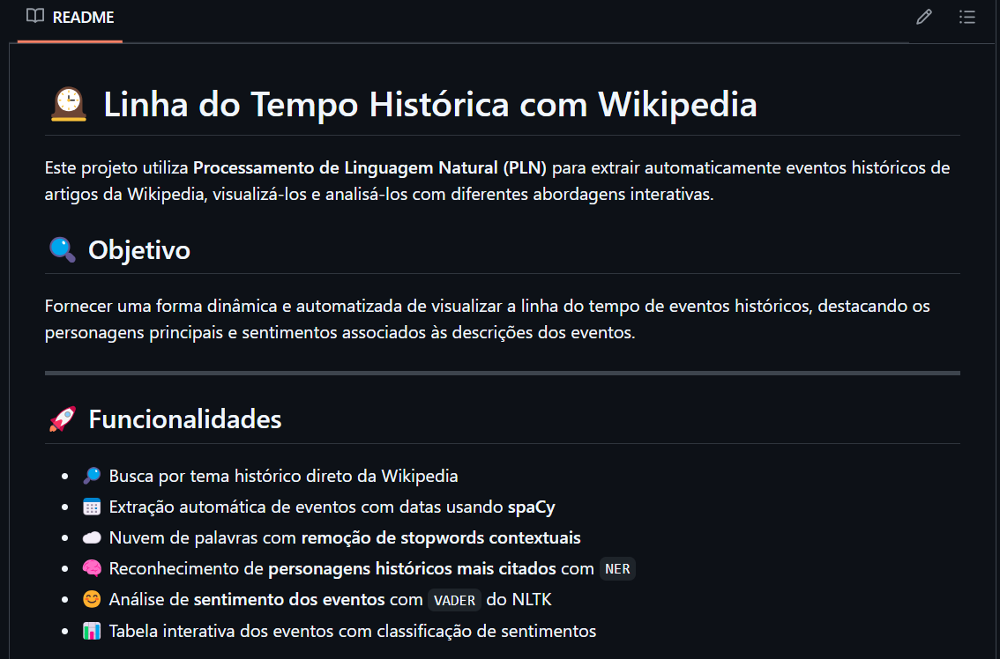 README
Linha do Tempo Histórica com Wikipedia
Este projeto utiliza Processamento de Linguagem Natural (PLN) para extrair automaticamente eventos históricos de
artigos da Wikipedia, visualizá-los e analisá-los com diferentes abordagens interativas.
Objetivo
Fornecer uma forma dinâmica e automatizada de visualizar a linha do tempo de eventos históricos, destacando os
personagens principais e sentimentos associados às descrições dos eventos.
Funcionalidades
Busca por tema histórico direto da Wikipedia
Extração automática de eventos com datas usando spaCy
Nuvem de palavras com remoção de stopwords contextuais
Reconhecimento de personagens históricos mais citados com NER
Análise de sentimento dos eventos com VADER do NLTK
Tabela interativa dos eventos com classificação de sentimentos